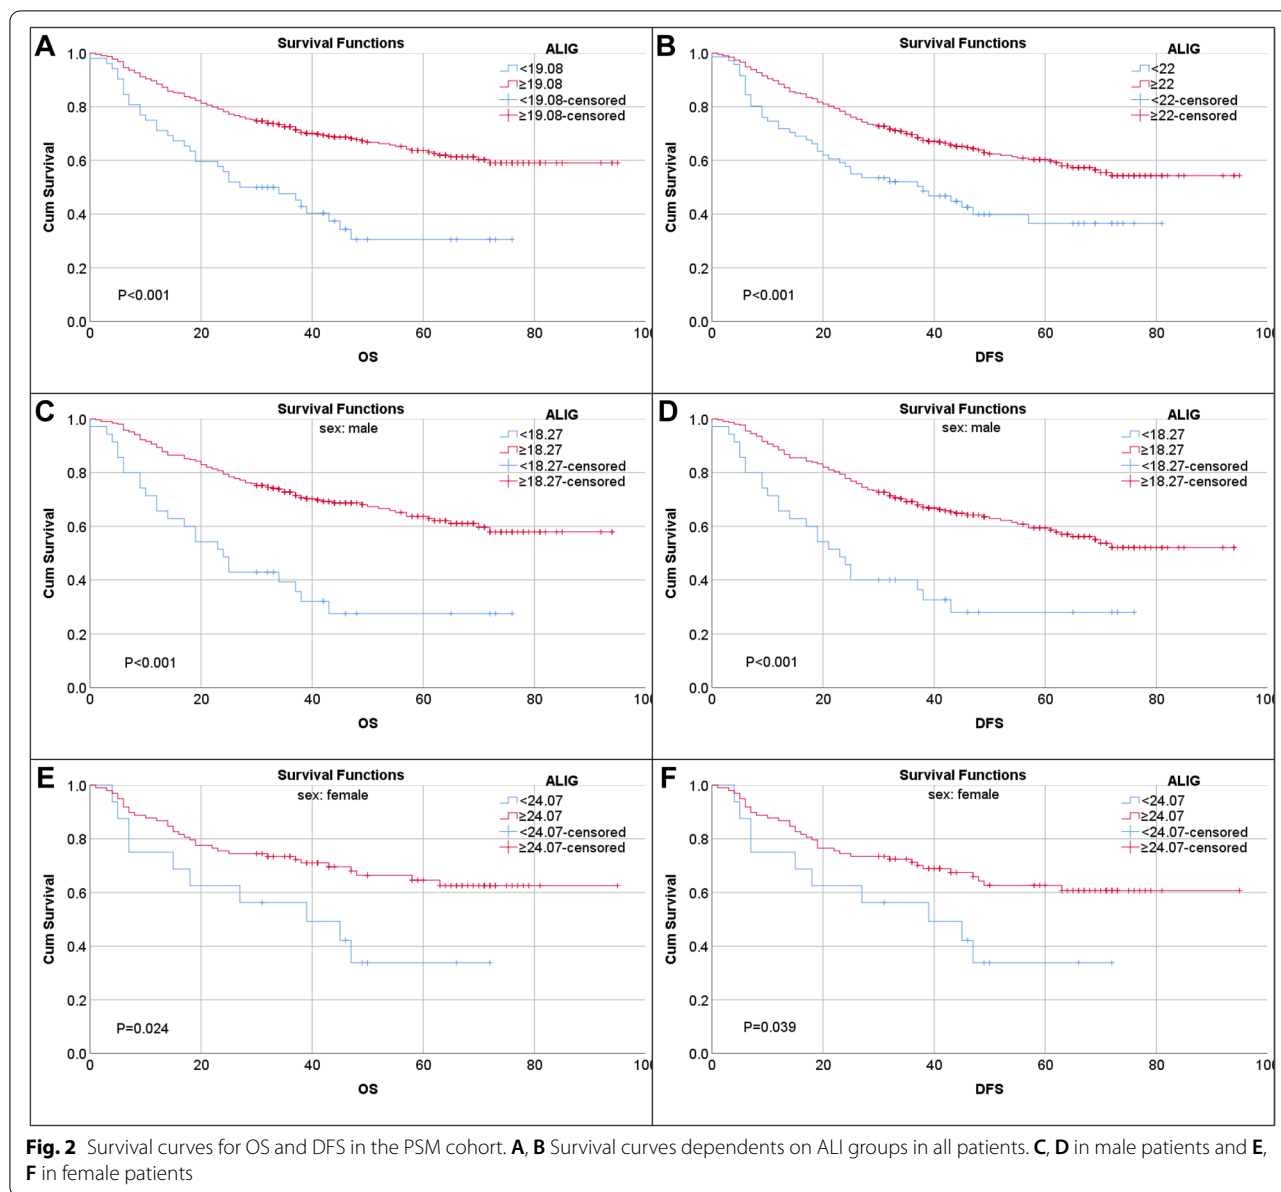 A
Survival Functions
ALIG
<19.08
≥19.08
<19.08-censored
≥19.08-censored
1.0
0.8
0.6
0.4
0.2
0.0
Cum Survival
P<0.001
0 20 40 60 80 100
OS
B
Survival Functions
ALIG
<22
≥22
<22-censored
≥22-censored
1.0
0.8
0.6
0.4
0.2
0.0
Cum Survival
P<0.001
0 20 40 60 80 100
DFS
C
Survival Functions
sex: male
ALIG
<18.27
≥18.27
<18.27-censored
≥18.27-censored
1.0
0.8
0.6
0.4
0.2
0.0
Cum Survival
P<0.001
0 20 40 60 80 100
OS
D
Survival Functions
sex: male
ALIG
<18.27
≥18.27
<18.27-censored
≥18.27-censored
1.0
0.8
0.6
0.4
0.2
0.0
Cum Survival
P<0.001
0 20 40 60 80 100
DFS
E
Survival Functions
sex: female
ALIG
<24.07
≥24.07
<24.07-censored
≥24.07-censored
1.0
0.8
0.6
0.4
0.2
0.0
Cum Survival
P=0.024
0 20 40 60 80 100
OS
F
Survival Functions
sex: female
ALIG
<24.07
≥24.07
<24.07-censored
≥24.07-censored
1.0
0.8
0.6
0.4
0.2
0.0
Cum Survival
P=0.039
0 20 40 60 80 100
DFS
Fig. 2 Survival curves for OS and DFS in the PSM cohort. A, B Survival curves dependents on ALI groups in all patients. C, D in male patients and E,
F in female patients